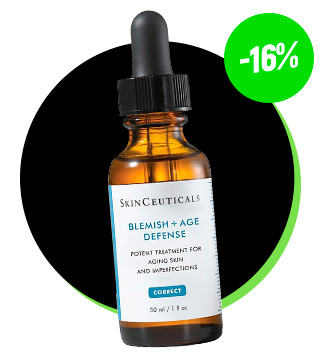 -16%
SKINCEUTICALS
BLEMISH + AGE
DEFENSE
POTENT TREATMENT FOR
AGING SKIN
AND IMPERFECTIONS
CORRECT
30 ml / 1 fl oz